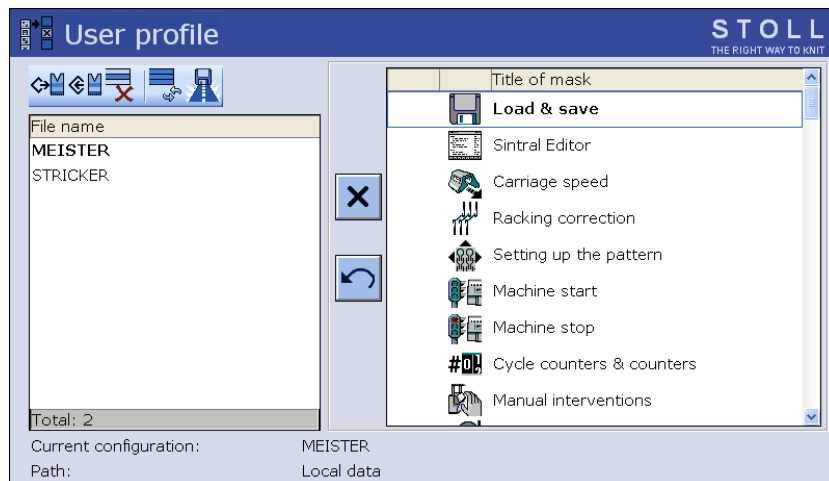 User profile
STOLL
THE RIGHT WAY TO KNIT
File name
MEISTER
STRICKER
Total: 2
Title of mask
Load & save
Sintral Editor
Carriage speed
Racking correction
Setting up the pattern
Machine start
Machine stop
Cycle counters & counters
Manual interventions
Current configuration: MEISTER
Path: Local data